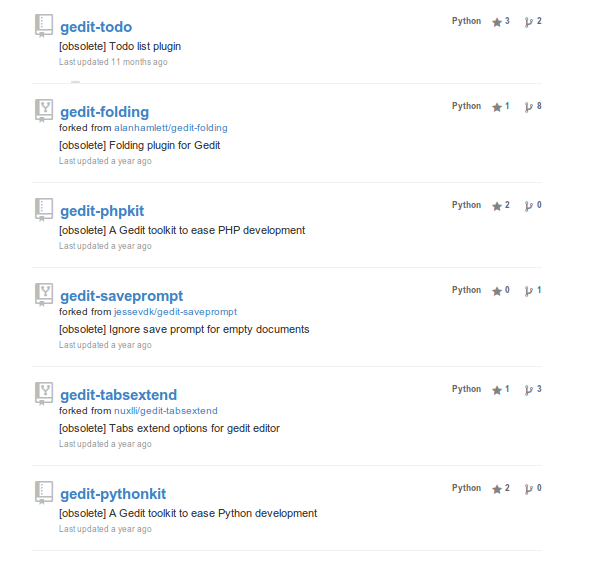 gedit-todo Python 3 2
[obsolete] Todo list plugin
Last updated 11 months ago
gedit-folding Python 1 8
forked from alanhamlett/gedit-folding
[obsolete] Folding plugin for Gedit
Last updated a year ago
gedit-phpkit Python 2 0
[obsolete] A Gedit toolkit to ease PHP development
Last updated a year ago
gedit-saveprompt Python 0 1
forked from jessevdk/gedit-saveprompt
[obsolete] Ignore save prompt for empty documents
Last updated a year ago
gedit-tabsextend Python 1 3
forked from nuxlli/gedit-tabsextend
[obsolete] Tabs extend options for gedit editor
Last updated a year ago
gedit-pythonkit Python 2 0
[obsolete] A Gedit toolkit to ease Python development
Last updated a year ago